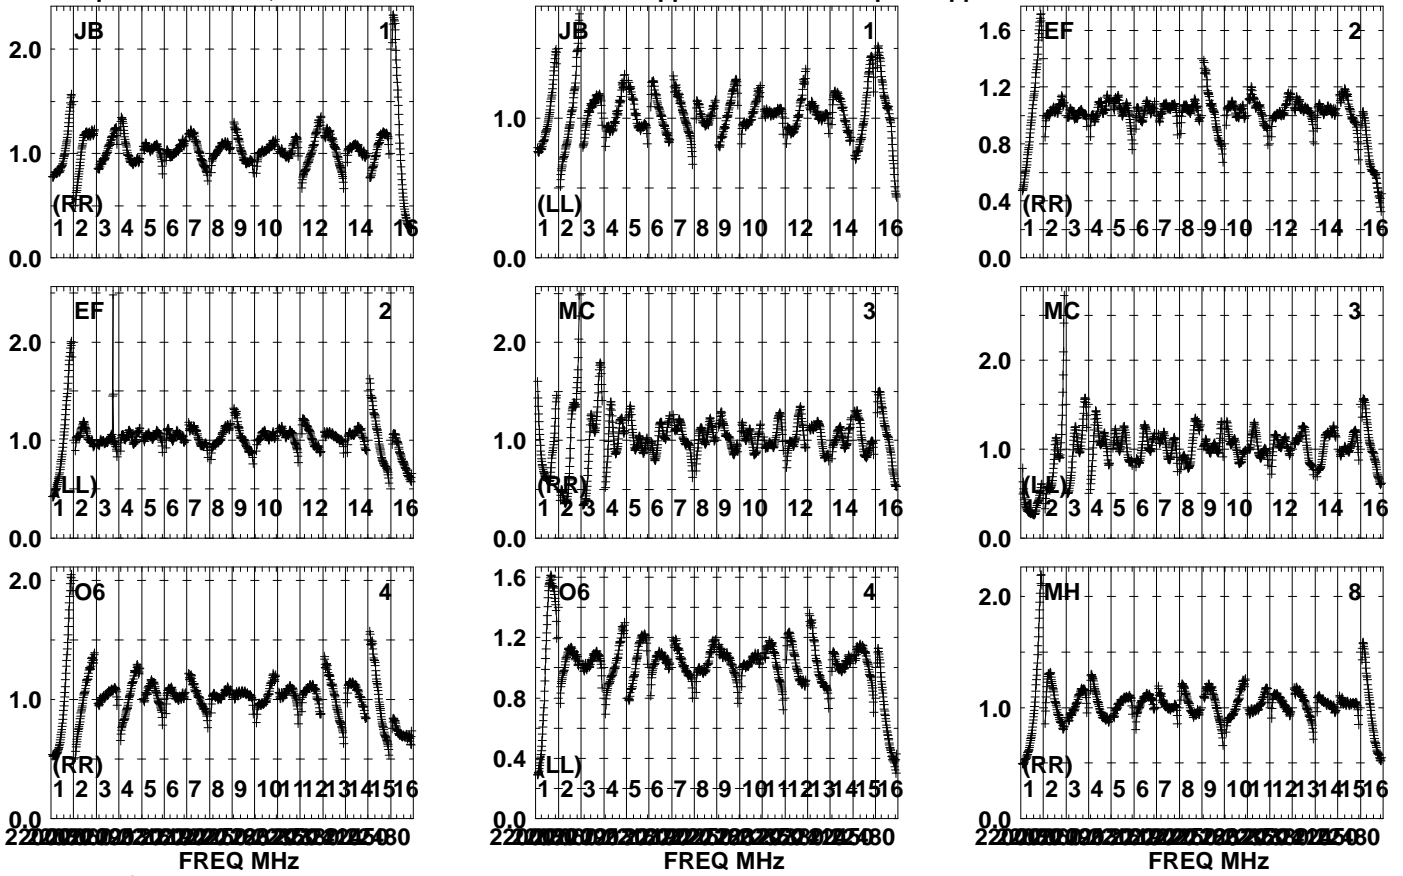 JB 1
2.0
1.0
(RR)
1 2 3 4 5 6 7 8 9 10 12 14 16
0.0
JB 1
1.0
(LL)
1 2 3 4 5 6 7 8 9 10 12 14 16
0.0
EF 2
1.6
1.2
0.8
0.4
(RR)
1 2 3 4 5 6 7 8 9 10 12 14 16
0.0
EF 2
2.0
1.0
(LL)
1 2 3 4 5 6 7 8 9 10 12 14 16
0.0
MC 3
2.0
1.0
(RR)
1 2 3 4 5 6 7 8 9 10 12 14 16
0.0
MC 3
2.0
1.0
(LL)
1 2 3 4 5 6 7 8 9 10 12 14 16
0.0
O6 4
2.0
1.0
(RR)
1 2 3 4 5 6 7 8 9 10 11 12 13 14 15 16
0.0
FREQ MHz
O6 4
1.6
1.2
0.8
0.4
(LL)
1 2 3 4 5 6 7 8 9 10 11 12 13 14 15 16
0.0
FREQ MHz
MH 8
2.0
1.0
(RR)
1 2 3 4 5 6 7 8 9 10 11 12 13 14 15 16
0.0
FREQ MHz